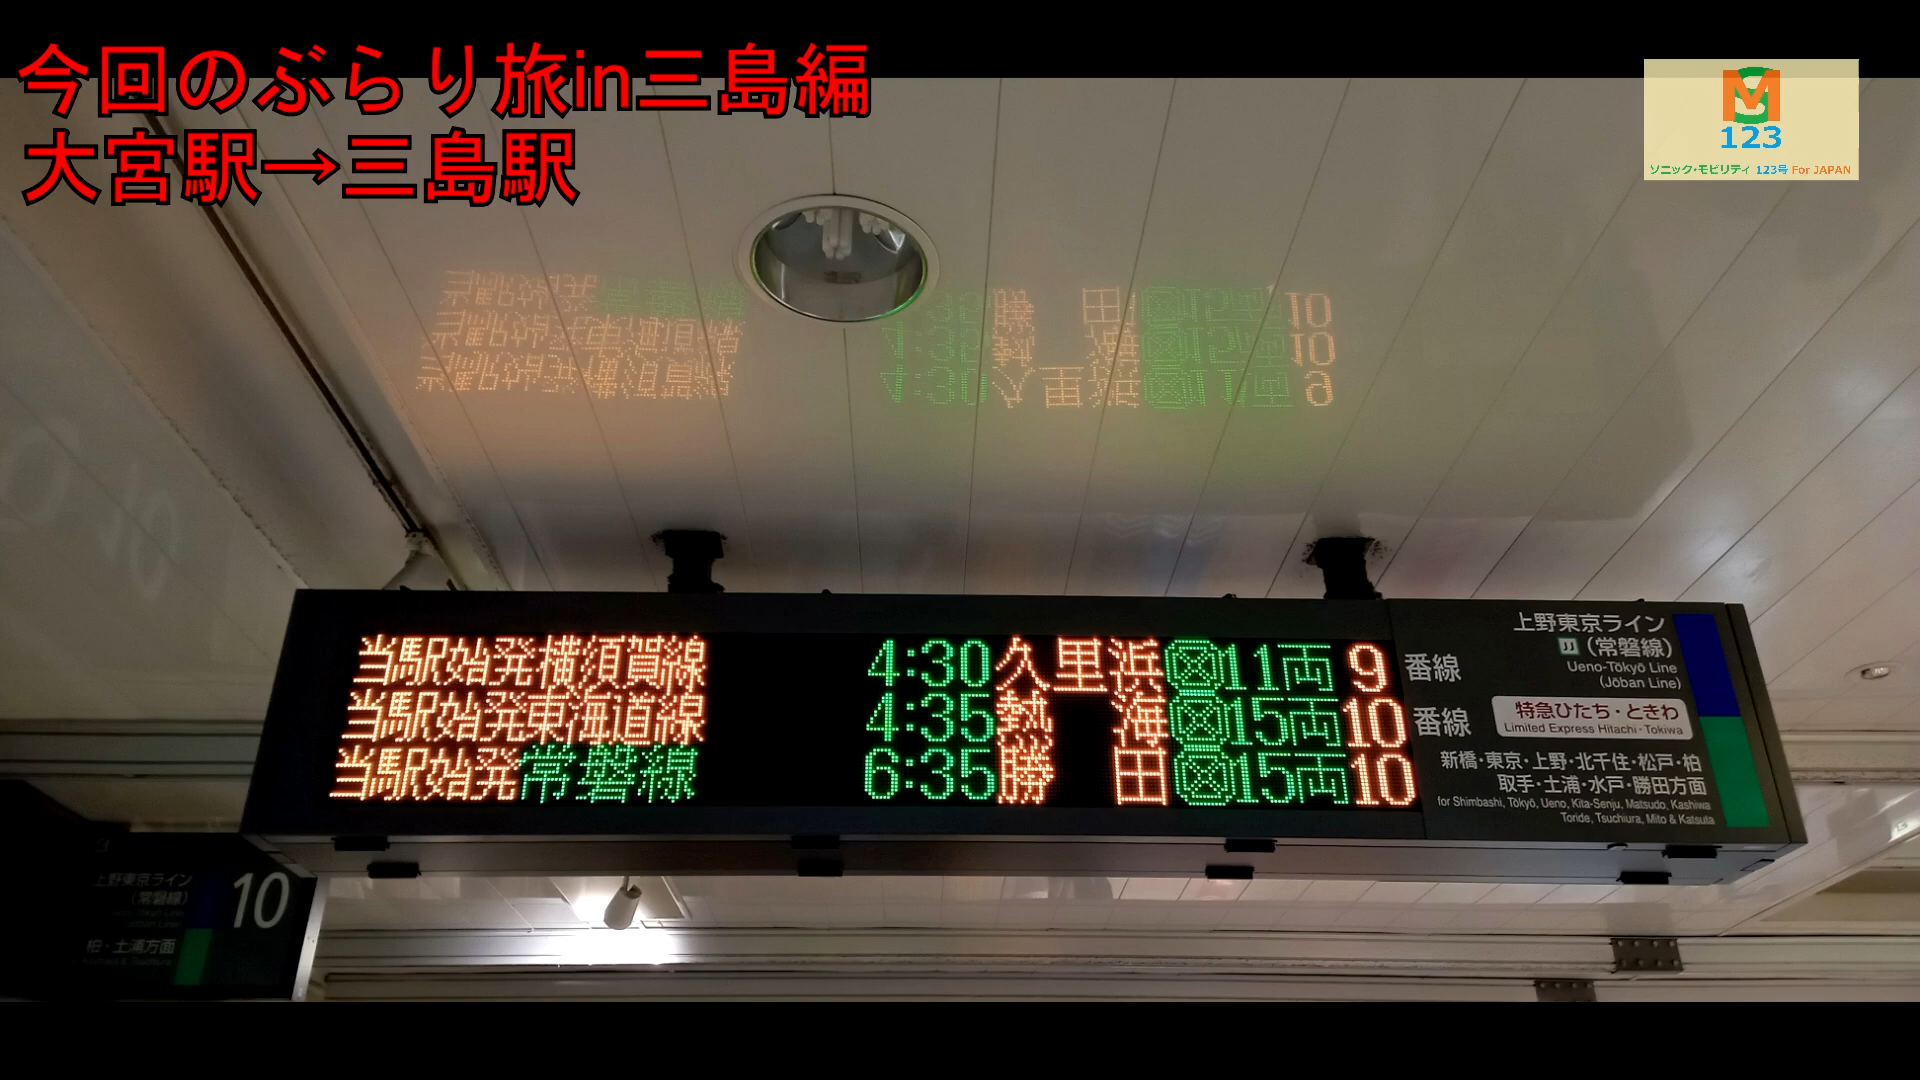 今回のぶらり旅in三島編
大宮駅→三島駅
MS
123
ソニック・モビリティ 123号 For JAPAN
当駅始発横須賀線 4:30 久里浜 11両 9 番線
当駅始発東海道線 4:35 熱海 15両 10 番線
当駅始発常磐線 6:35 勝田 15両 10
上野東京ライン
JJ (常磐線)
Ueno-Tōkyō Line
(Jōban Line)
特急ひたち・ときわ
Limited Express Hitachi・Tokiwa
新橋・東京・上野・北千住・松戸・柏
取手・土浦・水戸・勝田方面
for Shimbashi, Tōkyō, Ueno, Kita-Senju, Matsudo, Kashiwa
Toride, Tsuchiura, Mito & Katsuta
上野東京ライン
(常磐線)
10
柏・土浦方面